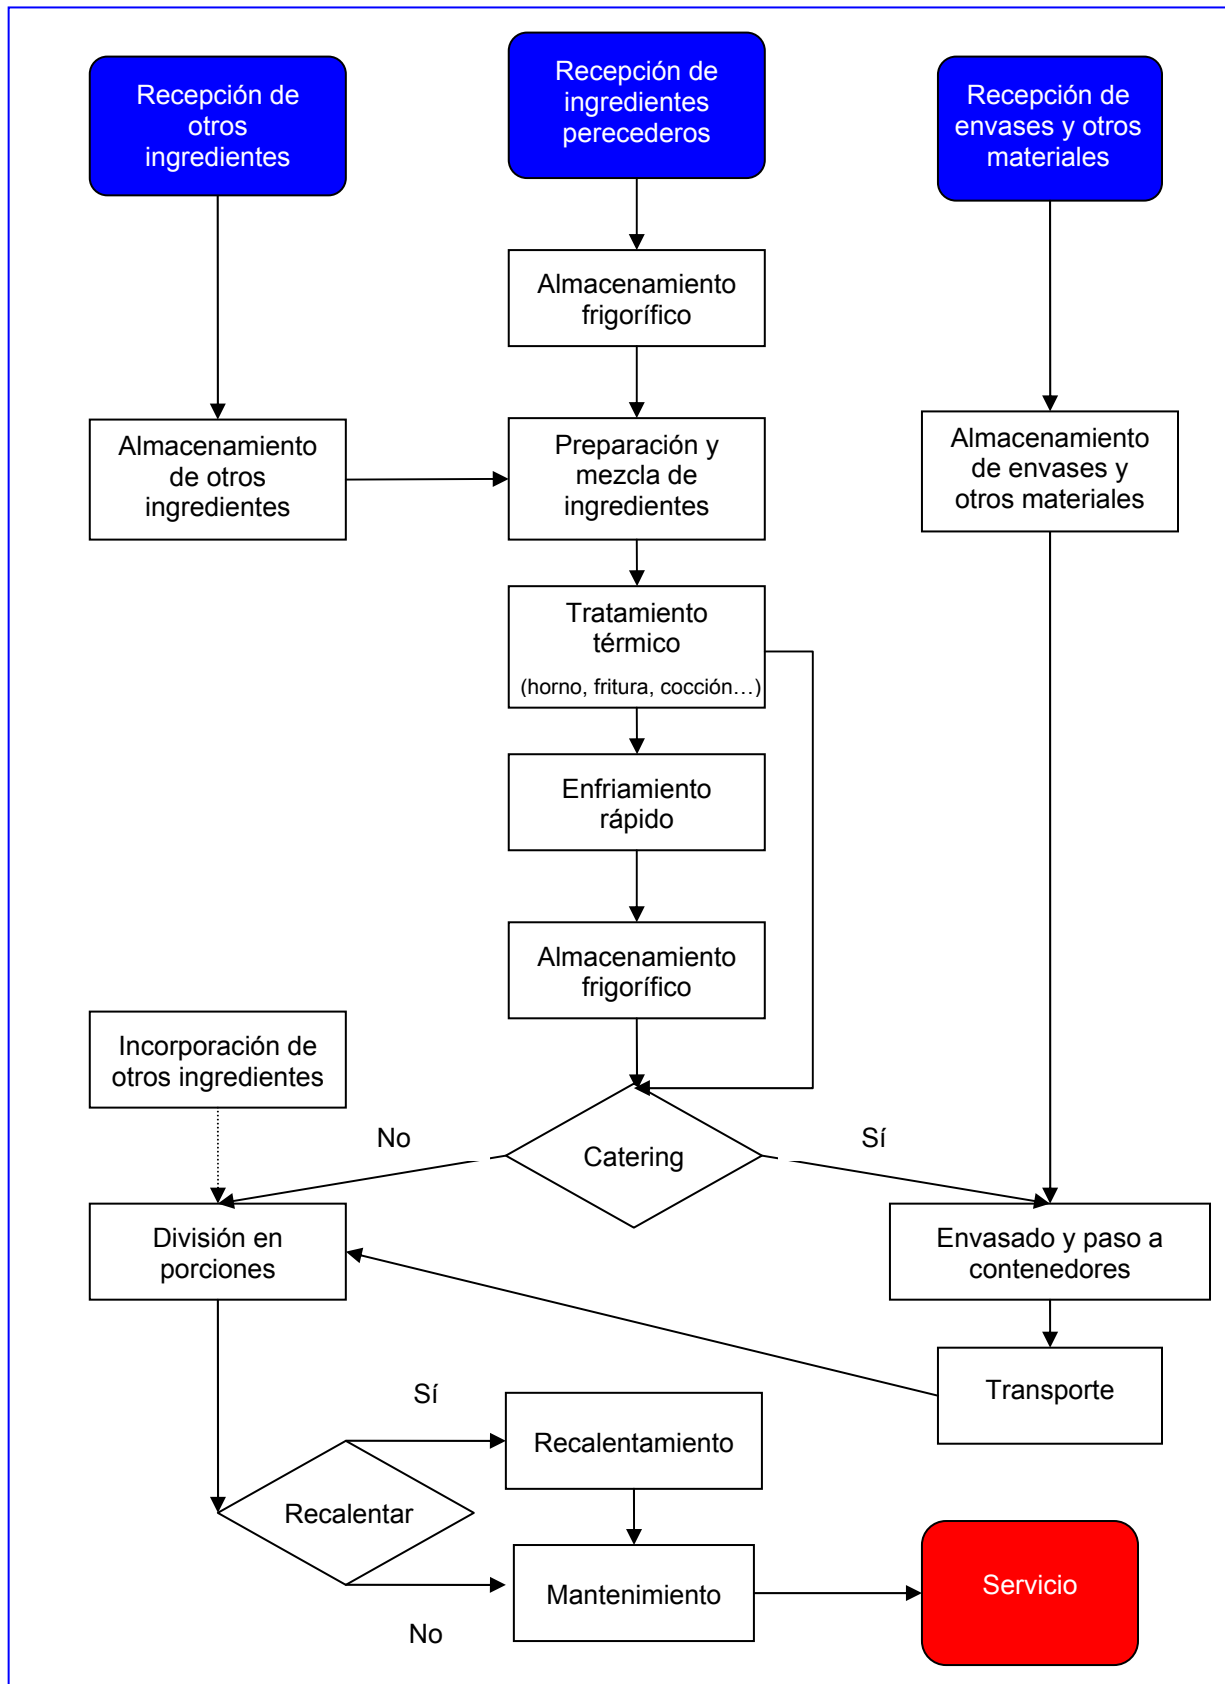 Recepción de
otros
ingredientes
Recepción de
ingredientes
perecederos
Recepción de
envases y otros
materiales
Almacenamiento
frigorífico
Almacenamiento
de otros
ingredientes
Preparación y
mezcla de
ingredientes
Almacenamiento
de envases y
otros materiales
Tratamiento
térmico
(horno, fritura, cocción…)
Enfriamiento
rápido
Almacenamiento
frigorífico
Incorporación de
otros ingredientes
No
Catering
Sí
División en
porciones
Envasado y paso a
contenedores
Transporte
Sí
Recalentamiento
Recalentar
Mantenimiento
No
Servicio